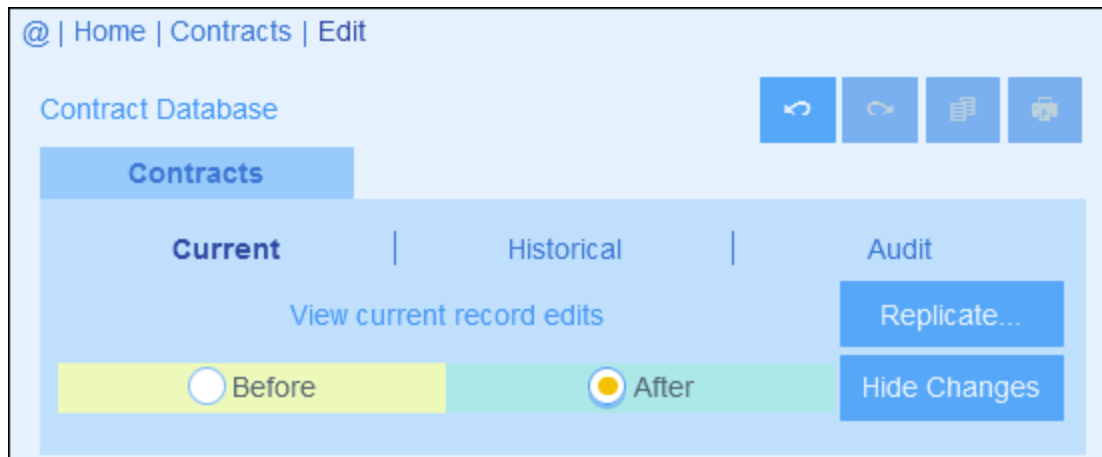 @ | Home | Contracts | Edit
Contract Database
Contracts
Current | Historical | Audit
View current record edits
Replicate...
Before
After
Hide Changes